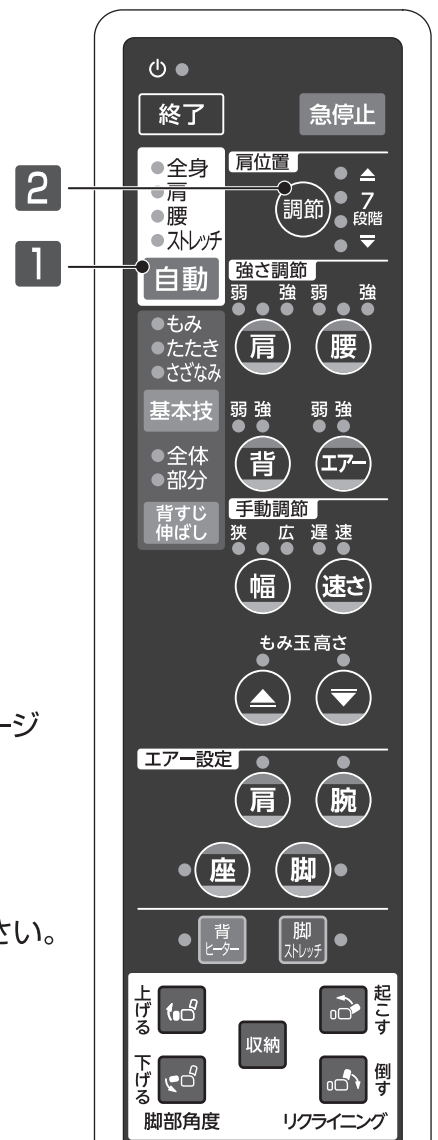 終了
急停止
全身
肩
腰
ストレッチ
自動
2
1
肩位置
調節
7
段階
強さ調節
弱 強 弱 強
肩
腰
もみ
たたき
さざなみ
基本技
弱 強 弱 強
背
エアー
全体
部分
背すじ
伸ばし
手動調節
狭 広 遅 速
幅
速さ
もみ玉高さ
ージ
エアー設定
肩
腕
座
脚
さい。
背
ヒーター
脚
ストレッチ
上げる
起こす
収納
下げる
倒す
脚部角度
リクライニング